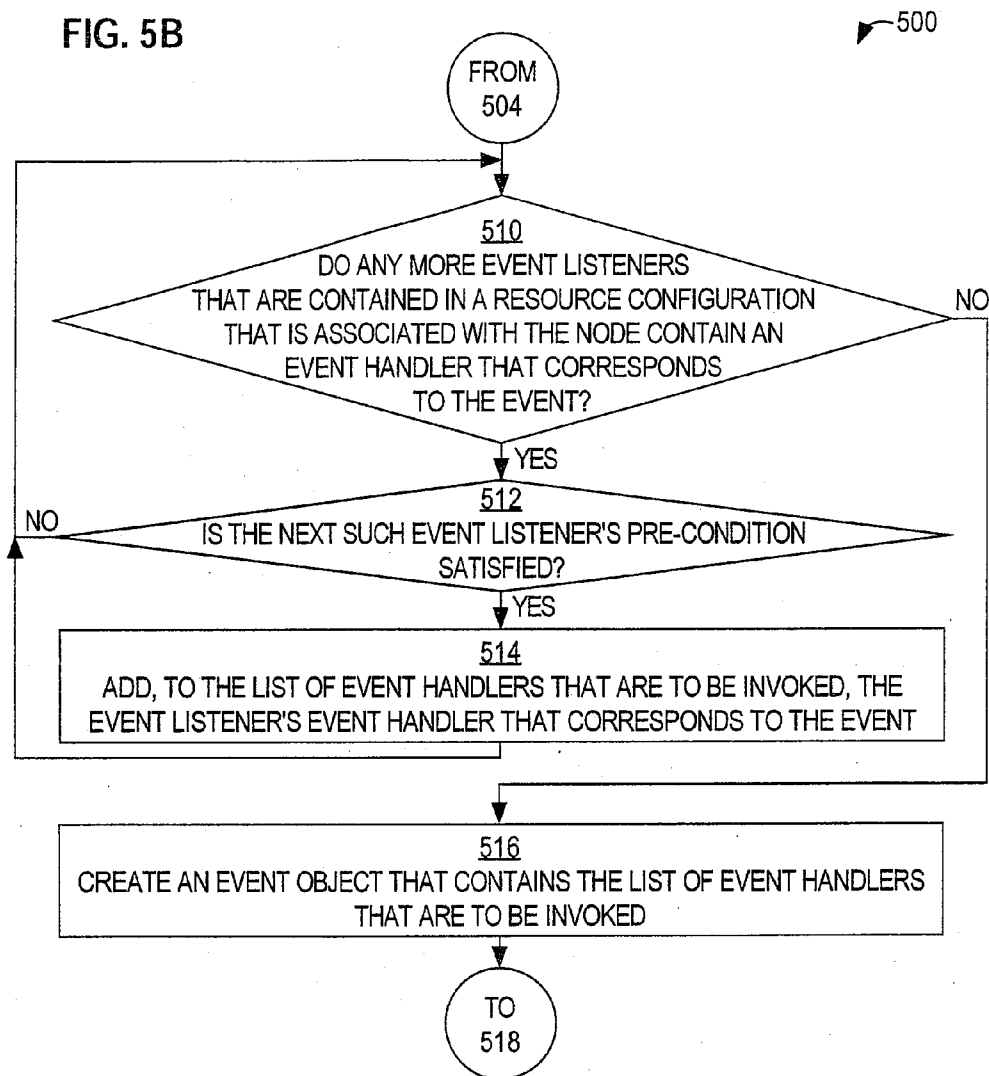 FIG. 5B
500
FROM
504
510
DO ANY MORE EVENT LISTENERS
THAT ARE CONTAINED IN A RESOURCE CONFIGURATION
THAT IS ASSOCIATED WITH THE NODE CONTAIN AN
EVENT HANDLER THAT CORRESPONDS
TO THE EVENT?
NO
YES
512
IS THE NEXT SUCH EVENT LISTENER'S PRE-CONDITION
SATISFIED?
NO
YES
514
ADD, TO THE LIST OF EVENT HANDLERS THAT ARE TO BE INVOKED, THE
EVENT LISTENER'S EVENT HANDLER THAT CORRESPONDS TO THE EVENT
516
CREATE AN EVENT OBJECT THAT CONTAINS THE LIST OF EVENT HANDLERS
THAT ARE TO BE INVOKED
TO
518